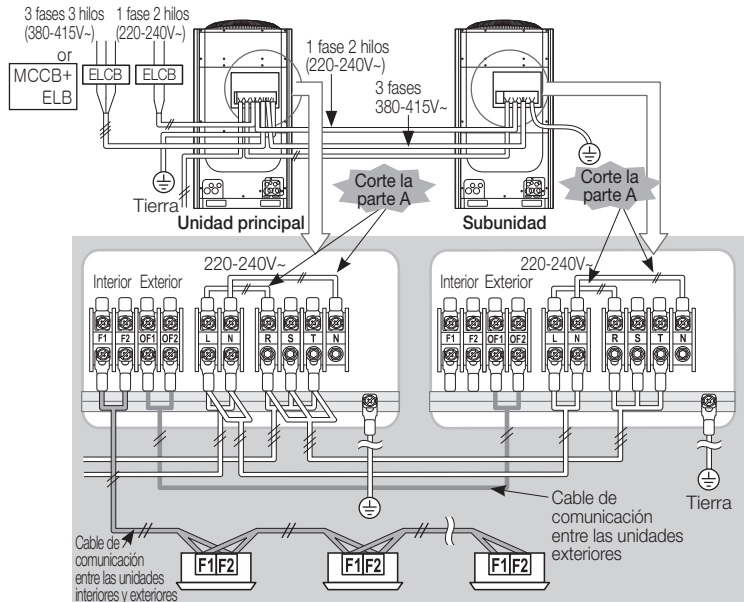 3 fases 3 hilos
(380-415V~)
1 fase 2 hilos
(220-240V~)
or
MCCB+
ELB
ELCB
ELCB
1 fase 2 hilos
(220-240V~)
3 fases
380-415V~
Tierra
Unidad principal
Corte la
parte A
Subunidad
Corte la
parte A
220-240V~
Interior Exterior
F1 F2 OF1 OF2 L N R S T N
220-240V~
Interior Exterior
F1 F2 OF1 OF2 L N R S T N
Tierra
Cable de
comunicación
entre las unidades
exteriores
Cable de
comunicación
entre las unidades
interiores y exteriores
F1 F2
F1 F2
F1 F2